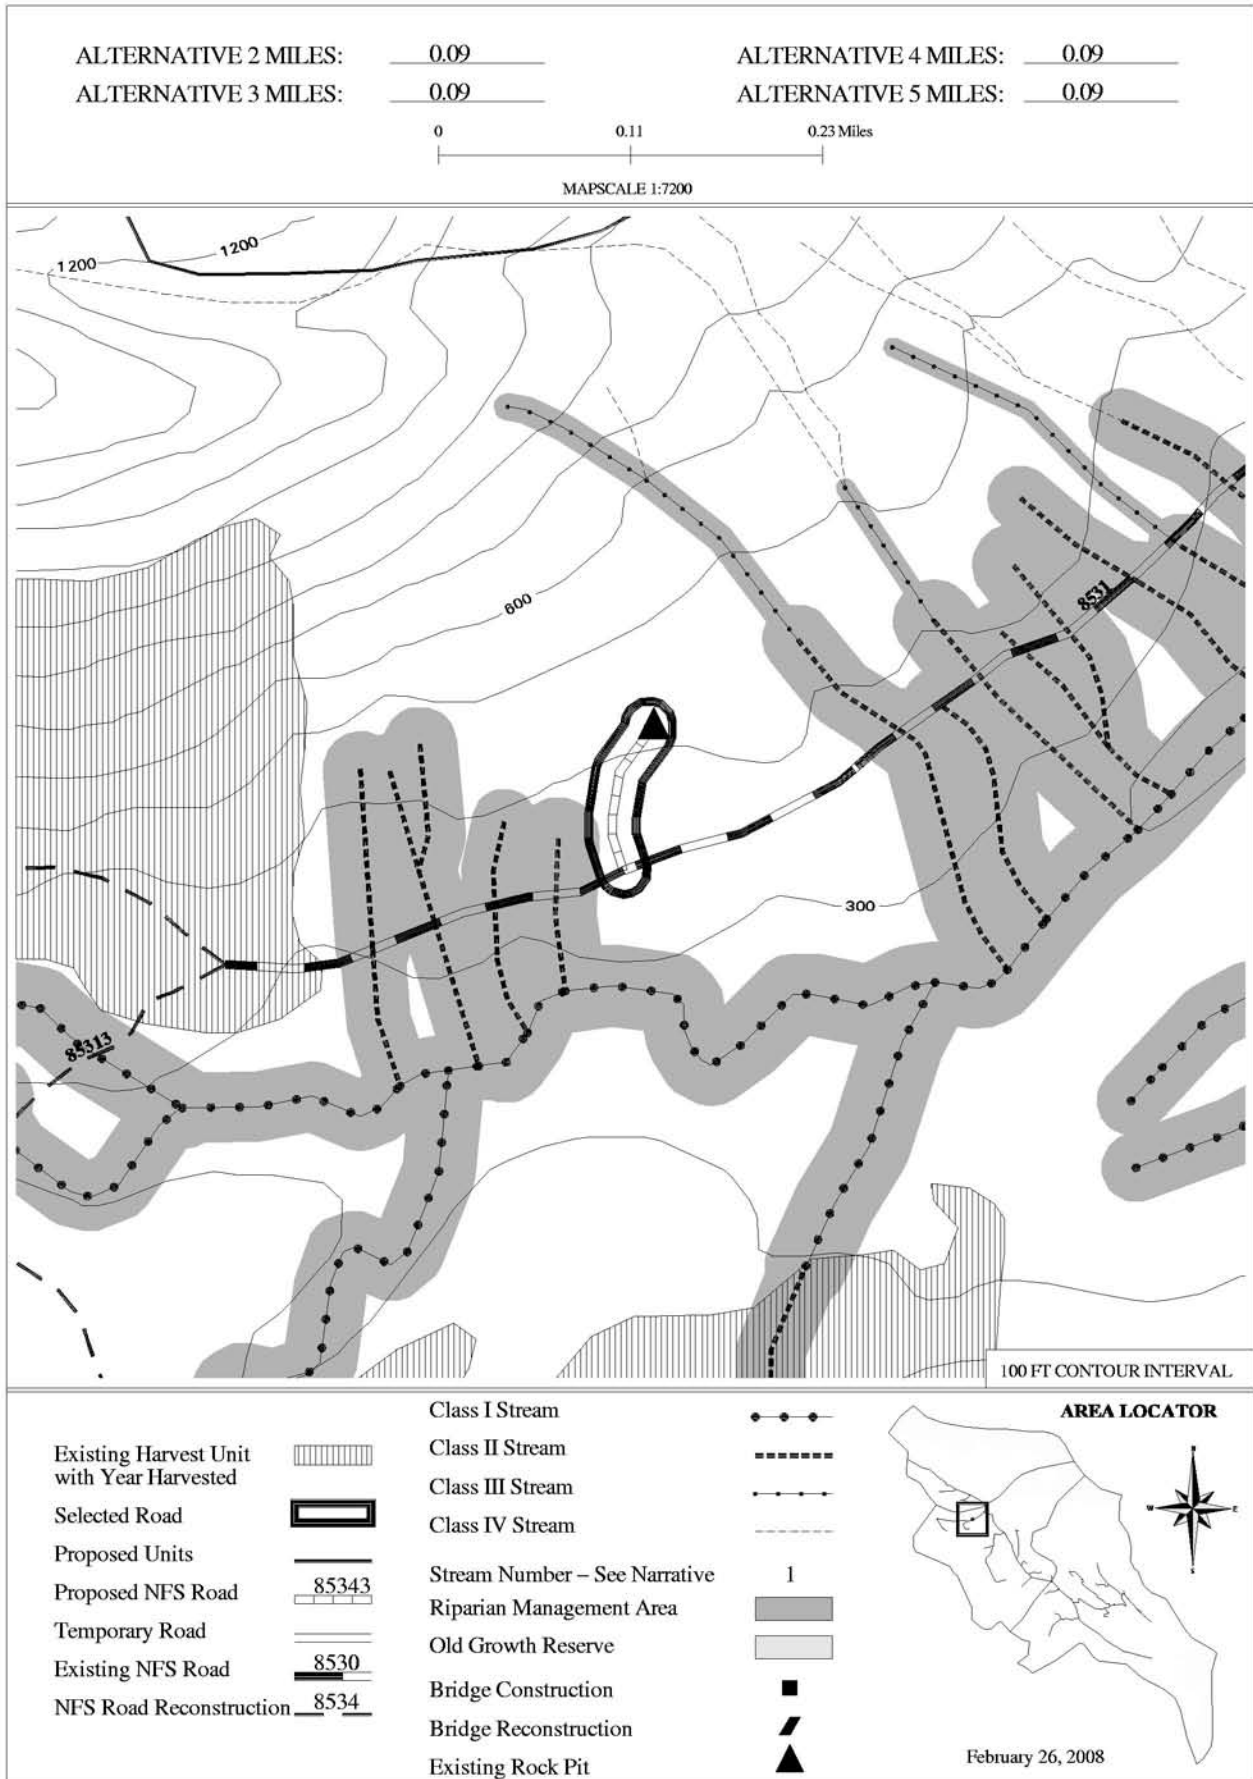 ALTERNATIVE 2 MILES: 0.09
ALTERNATIVE 4 MILES: 0.09
ALTERNATIVE 3 MILES: 0.09
ALTERNATIVE 5 MILES: 0.09
0 0.11 0.23 Miles
MAPSCALE 1:7200
1200
1200
8531
600
300
85313
100 FT CONTOUR INTERVAL
Existing Harvest Unit
with Year Harvested
Selected Road
Proposed Units
Proposed NFS Road 85343
Temporary Road
Existing NFS Road 8530
NFS Road Reconstruction 8534
Class I Stream
Class II Stream
Class III Stream
Class IV Stream
Stream Number – See Narrative 1
Riparian Management Area
Old Growth Reserve
Bridge Construction
Bridge Reconstruction
Existing Rock Pit
AREA LOCATOR
N
W E
S
February 26, 2008